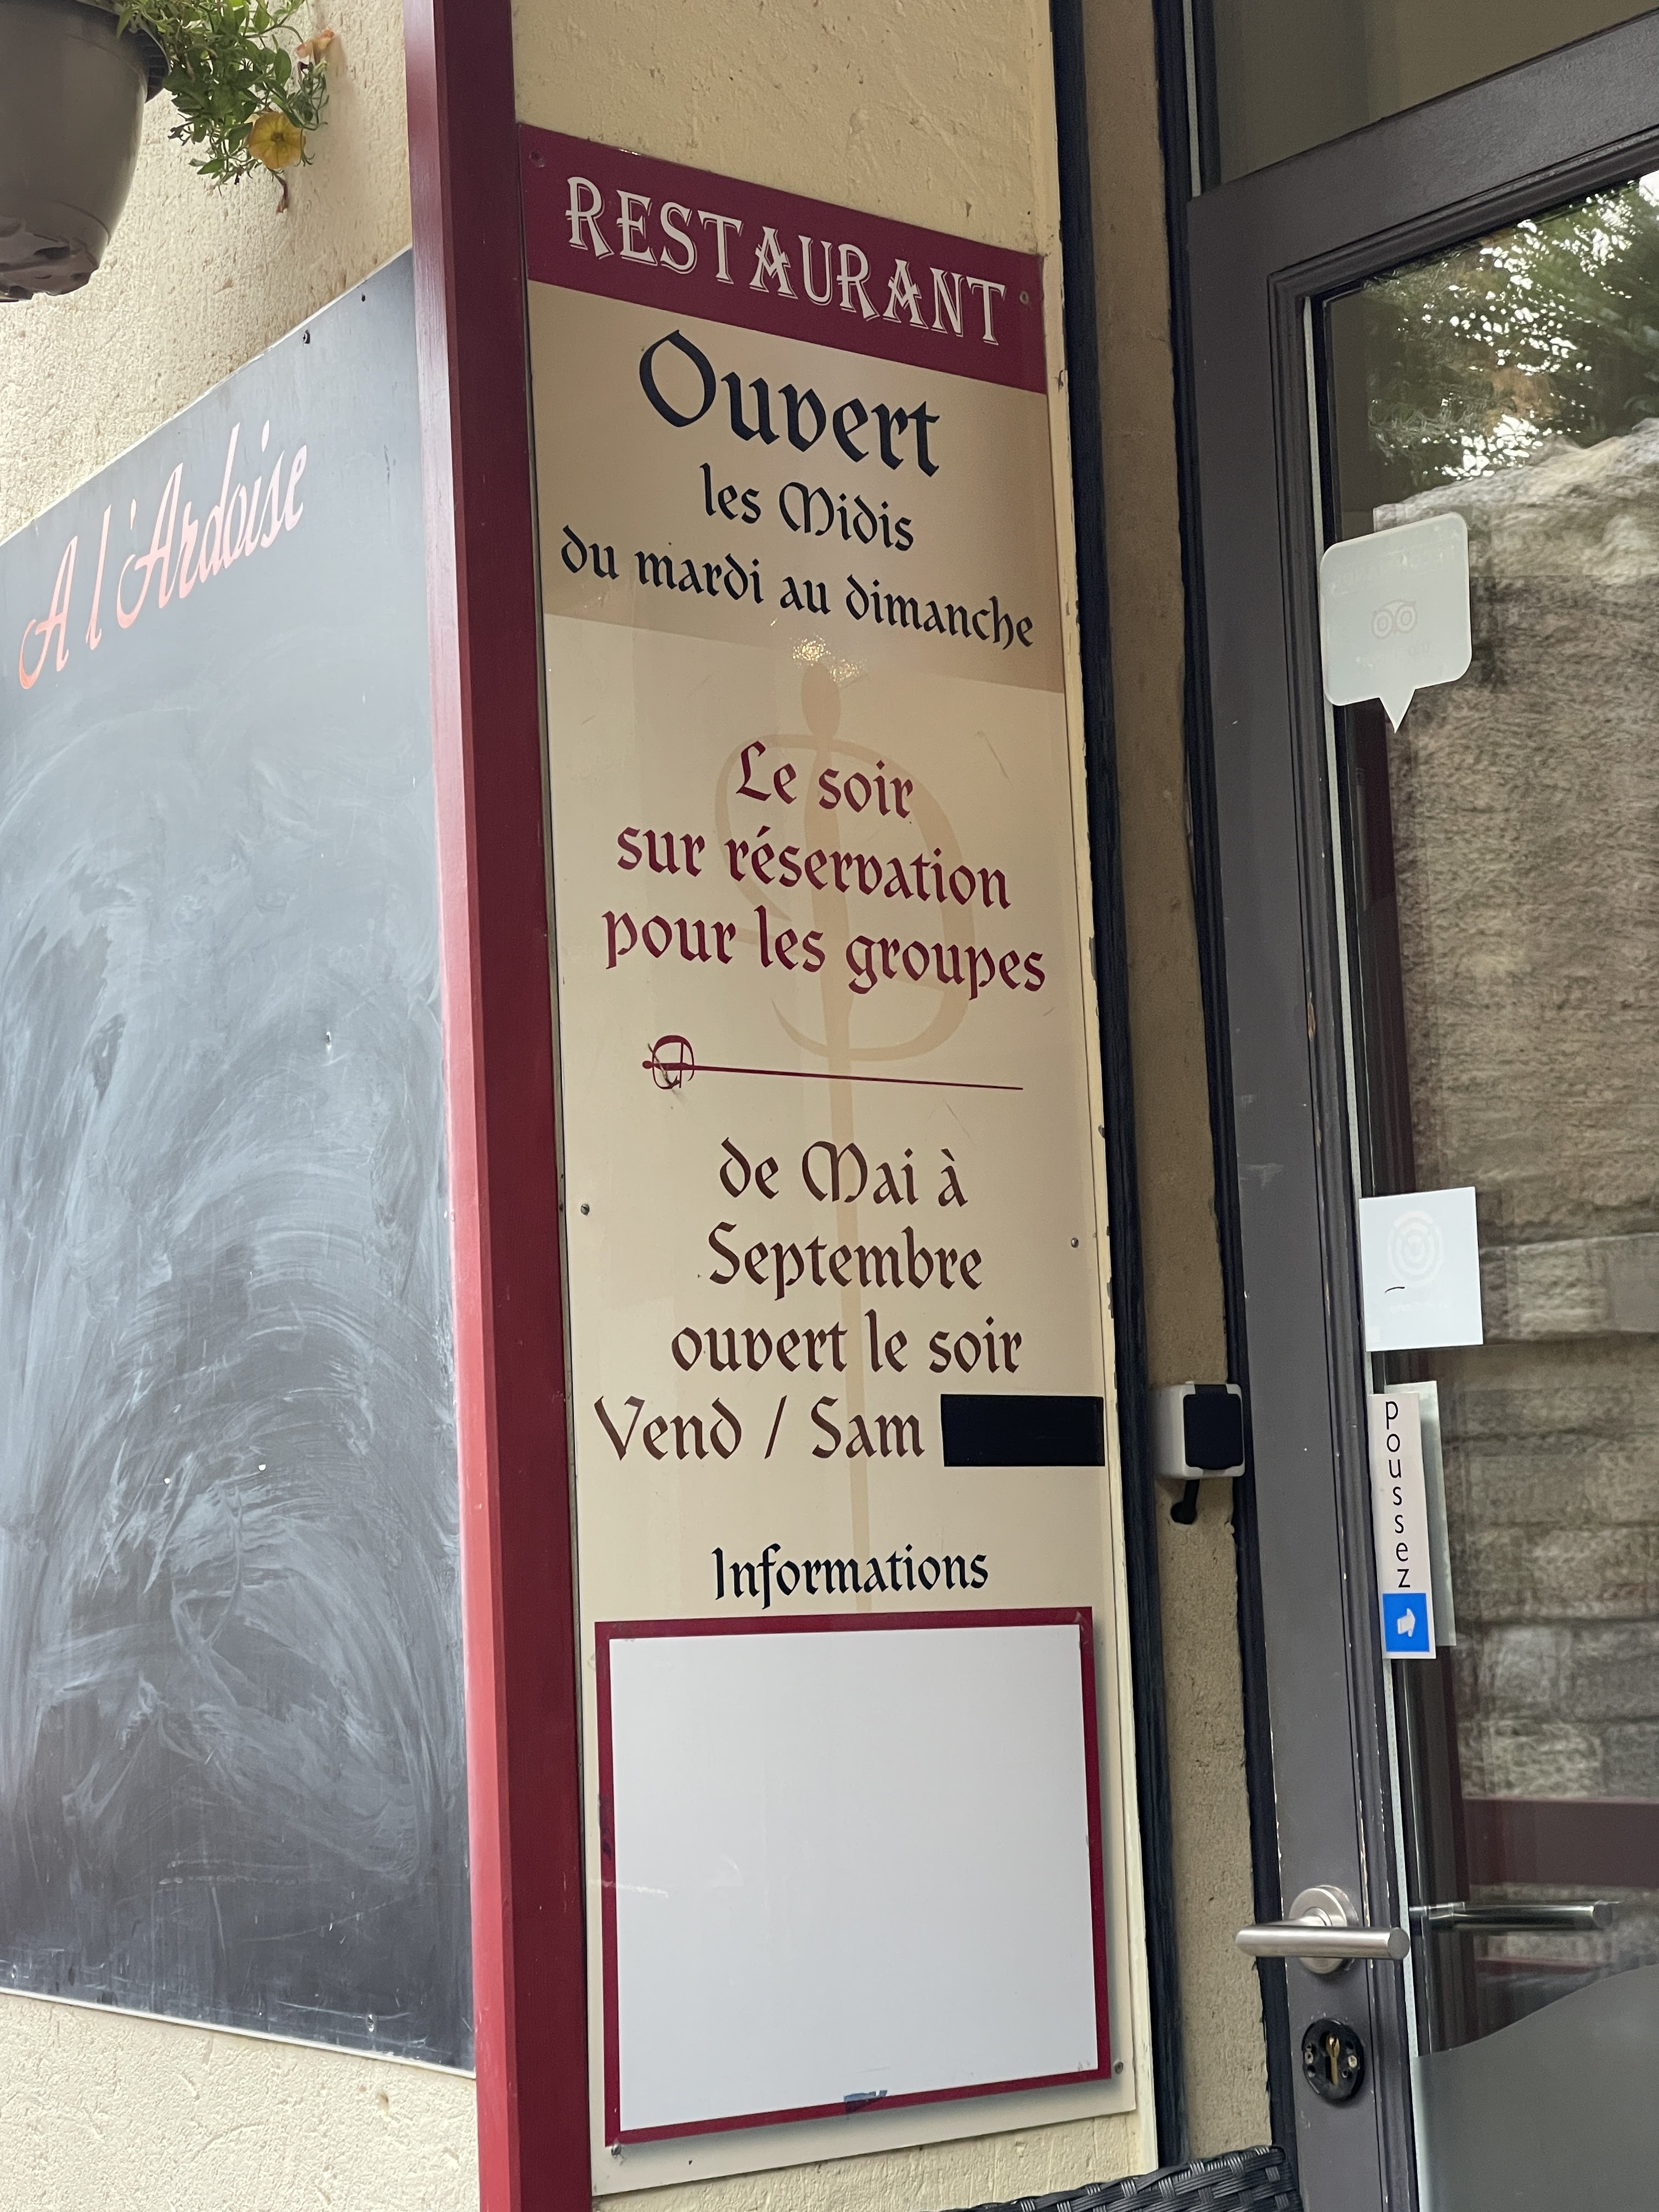 A l'Ardoise
RESTAURANT
Ouvert
les Midis
du mardi au dimanche
Le soir
sur réservation
pour les groupes
de Mai à
Septembre
ouvert le soir
Vend / Sam
Informations
poussez